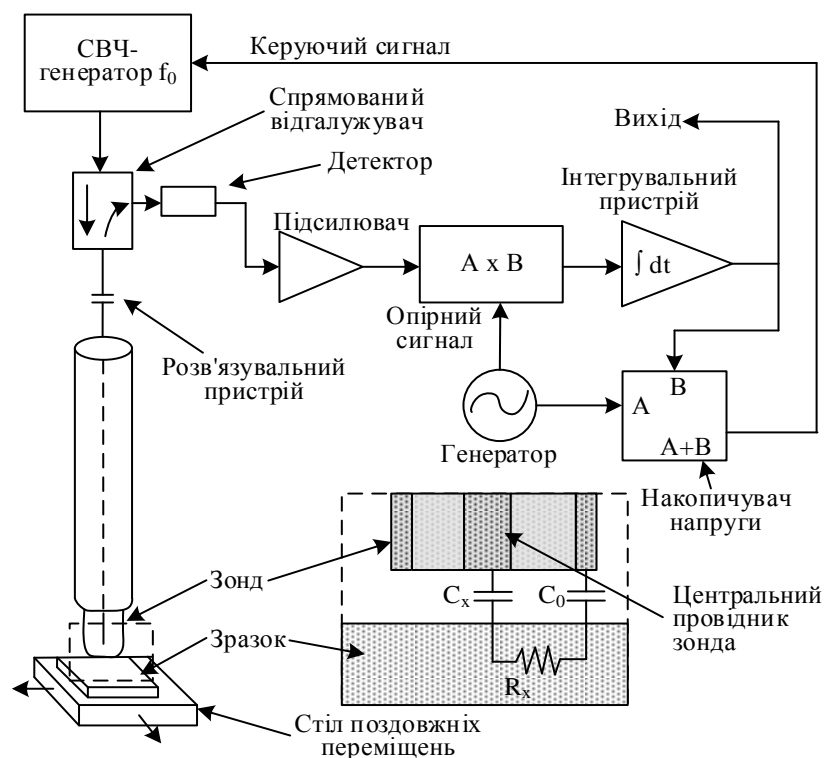 СВЧ-
генератор f₀
Керуючий сигнал
Спрямований
відгалужувач
Вихід
Детектор
Інтегрувальний
пристрій
Підсилювач
A x B
∫ dt
Опірний
сигнал
Розв'язувальний
пристрій
B
A
A+B
Генератор
Накопичувач
напруги
Зонд
Cₓ
C₀
Центральний
провідник
зонда
Зразок
Rₓ
Стіл поздовжніх
переміщень